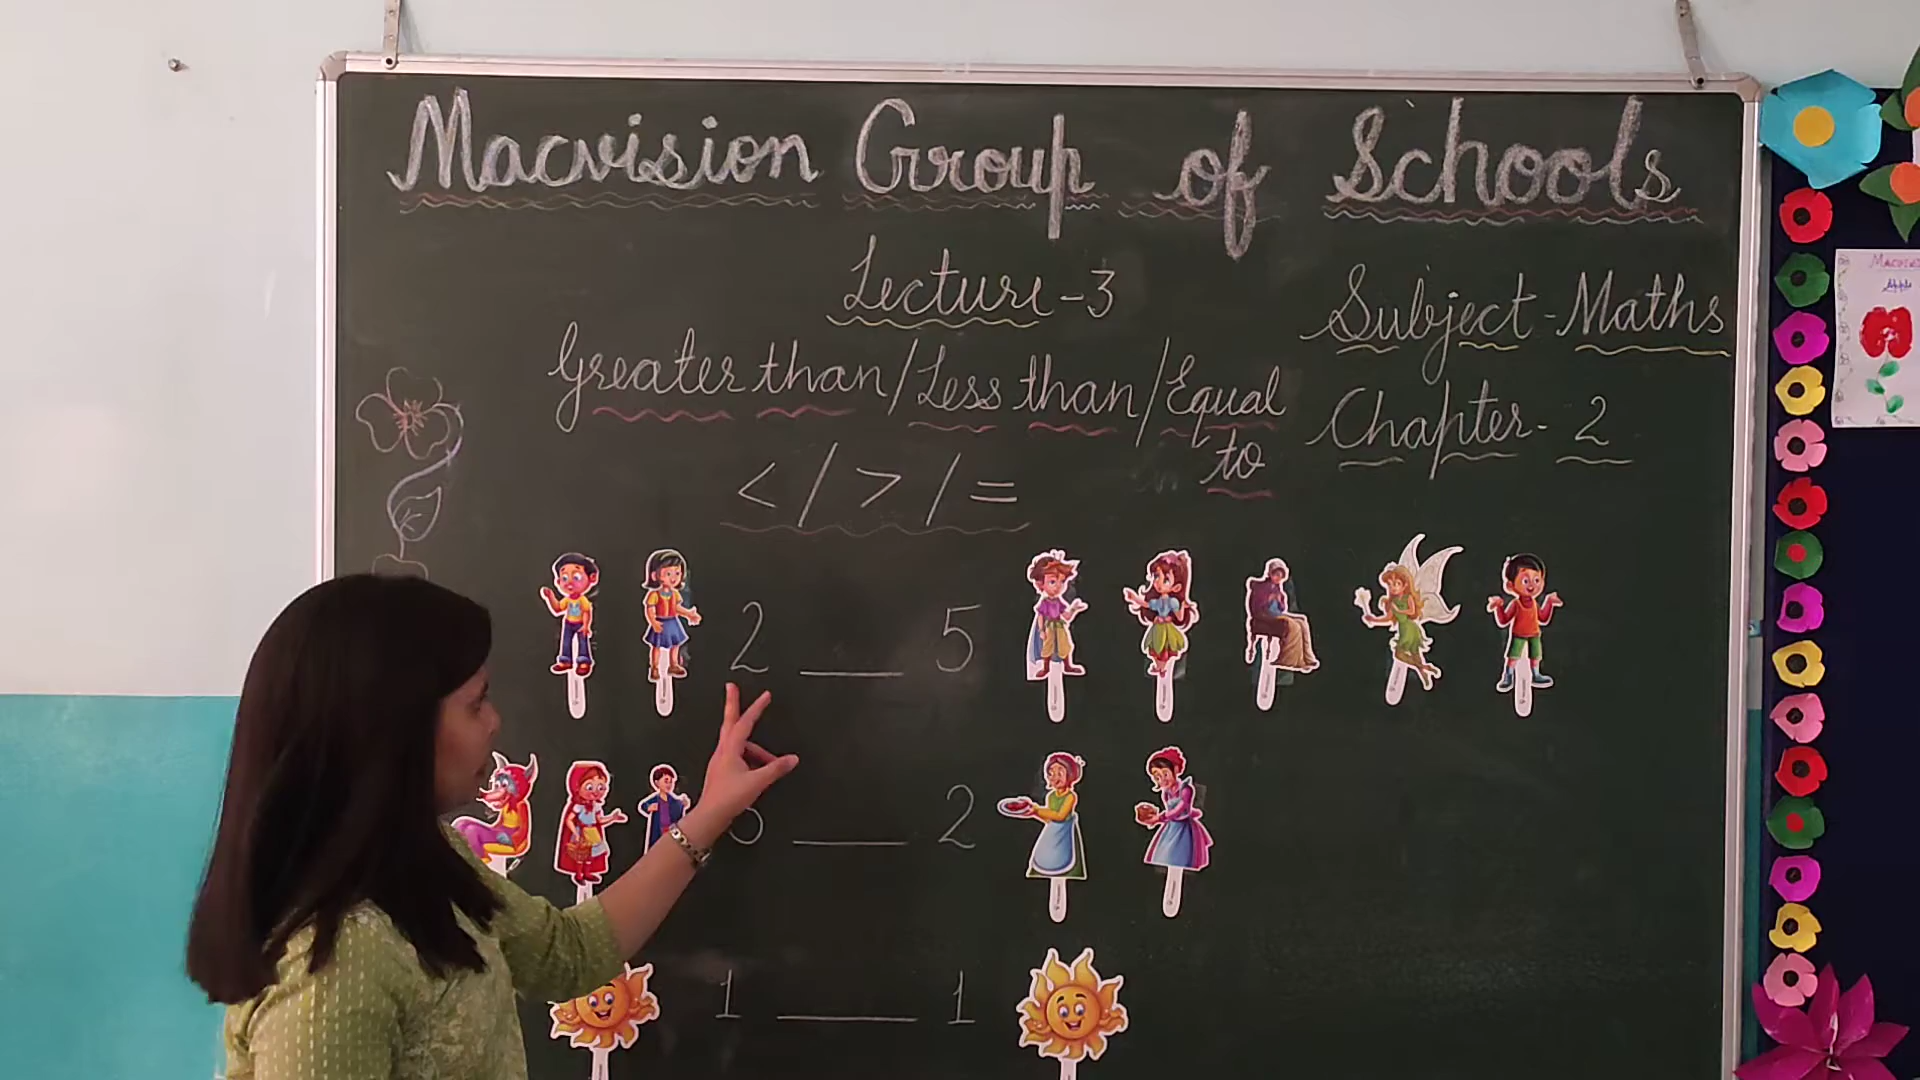 Macvision Group of Schools
Lecture-3
Subject-Maths
Greater than/Less than/Equal to
Chapter-2
</>/=
2 ___ 5
___ 2
1 ___ 1